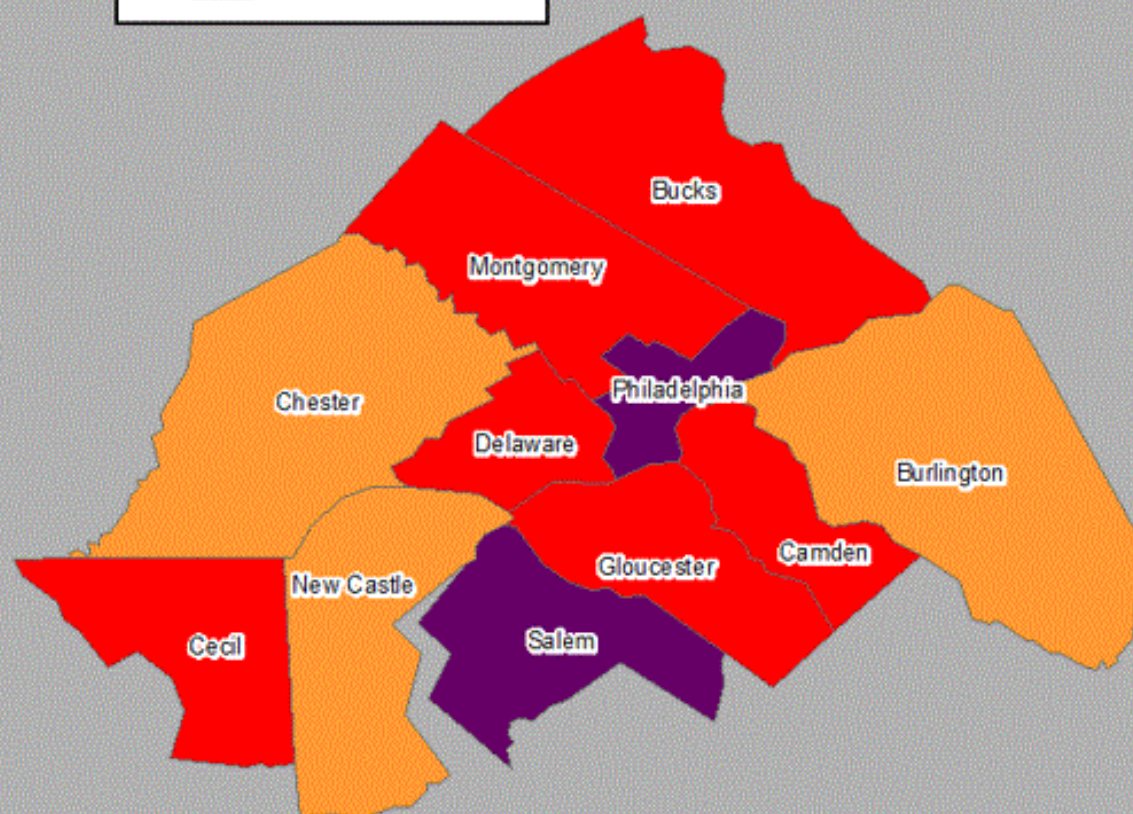 Bucks
Montgomery
Philadelphia
Chester
Delaware
Burlington
Camden
Gloucester
New Castle
Salem
Cecil